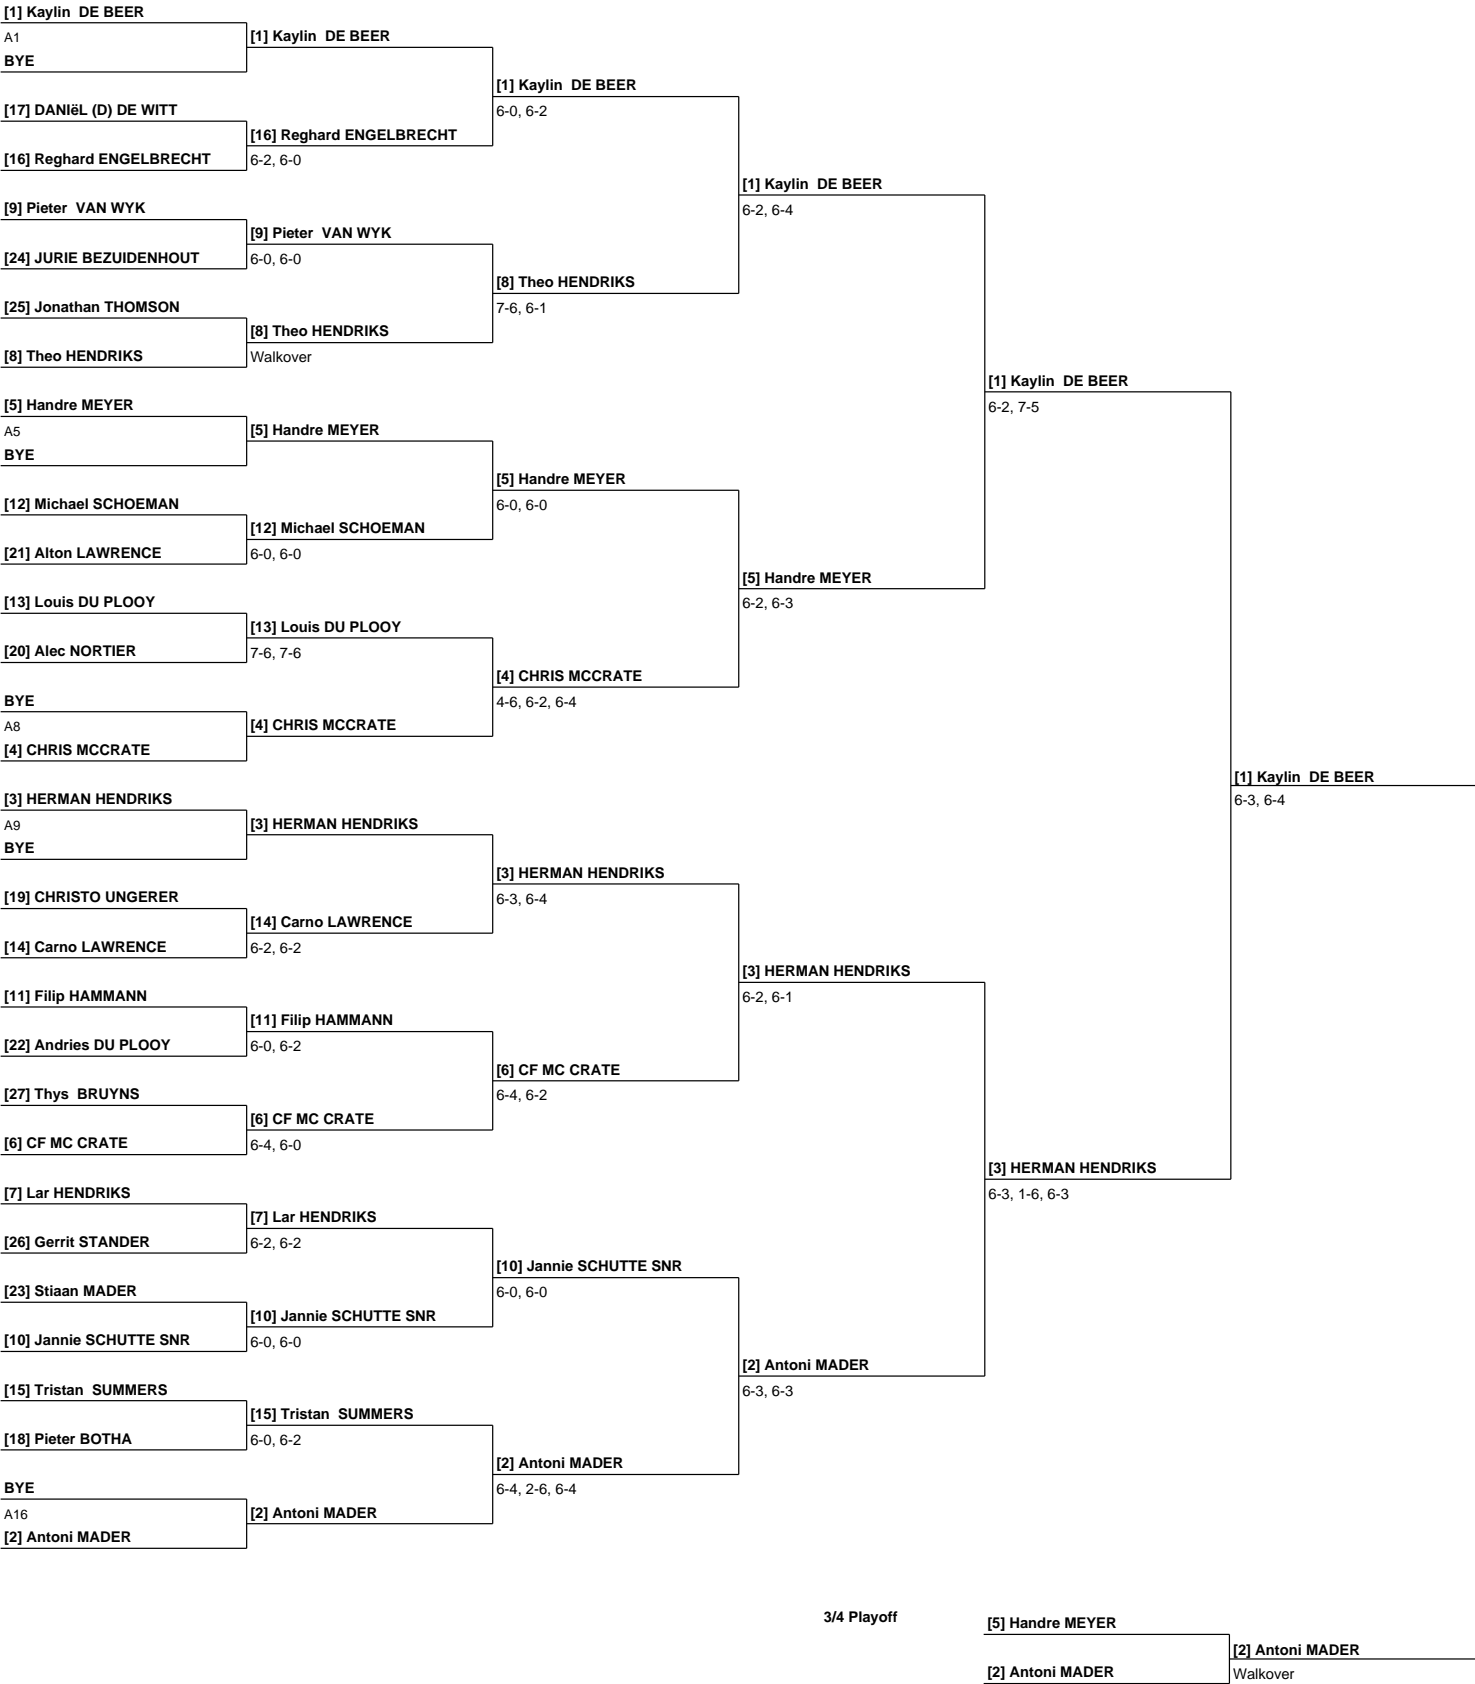 [1] Kaylin  DE BEER
A1
BYE
[17] DANIëL (D) DE WITT
[16] Reghard ENGELBRECHT
[9] Pieter  VAN WYK
[24] JURIE BEZUIDENHOUT
[25] Jonathan THOMSON
[8] Theo HENDRIKS
[5] Handre MEYER
A5
BYE
[12] Michael SCHOEMAN
[21] Alton LAWRENCE
[13] Louis DU PLOOY
[20] Alec NORTIER
BYE
A8
[4] CHRIS MCCRATE
[3] HERMAN HENDRIKS
A9
BYE
[19] CHRISTO UNGERER
[14] Carno LAWRENCE
[11] Filip HAMMANN
[22] Andries DU PLOOY
[27] Thys  BRUYNS
[6] CF MC CRATE
[7] Lar HENDRIKS
[26] Gerrit STANDER
[23] Stiaan MADER
[10] Jannie SCHUTTE SNR
[15] Tristan  SUMMERS
[18] Pieter BOTHA
BYE
A16
[2] Antoni MADER
[1] Kaylin  DE BEER
[16] Reghard ENGELBRECHT
6-2, 6-0
[9] Pieter  VAN WYK
6-0, 6-0
[8] Theo HENDRIKS
Walkover
[5] Handre MEYER
[12] Michael SCHOEMAN
6-0, 6-0
[13] Louis DU PLOOY
7-6, 7-6
[4] CHRIS MCCRATE
[3] HERMAN HENDRIKS
[14] Carno LAWRENCE
6-2, 6-2
[11] Filip HAMMANN
6-0, 6-2
[6] CF MC CRATE
6-4, 6-0
[7] Lar HENDRIKS
6-2, 6-2
[10] Jannie SCHUTTE SNR
6-0, 6-0
[15] Tristan  SUMMERS
6-0, 6-2
[2] Antoni MADER
[1] Kaylin  DE BEER
6-0, 6-2
[8] Theo HENDRIKS
7-6, 6-1
[5] Handre MEYER
6-0, 6-0
[4] CHRIS MCCRATE
4-6, 6-2, 6-4
[3] HERMAN HENDRIKS
6-3, 6-4
[6] CF MC CRATE
6-4, 6-2
[10] Jannie SCHUTTE SNR
6-0, 6-0
[2] Antoni MADER
6-4, 2-6, 6-4
[1] Kaylin  DE BEER
6-2, 6-4
[5] Handre MEYER
6-2, 6-3
[3] HERMAN HENDRIKS
6-2, 6-1
[2] Antoni MADER
6-3, 6-3
[1] Kaylin  DE BEER
6-2, 7-5
[3] HERMAN HENDRIKS
6-3, 1-6, 6-3
[1] Kaylin  DE BEER
6-3, 6-4
3/4 Playoff
[5] Handre MEYER
[2] Antoni MADER
[2] Antoni MADER
Walkover